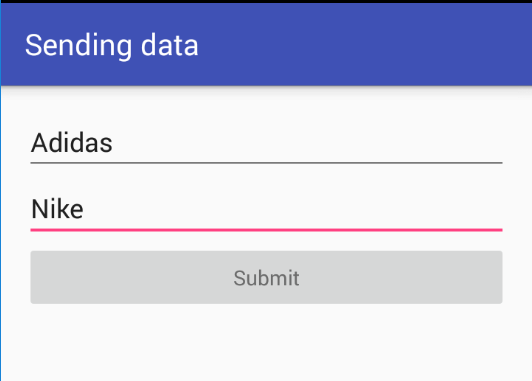 Sending data
Adidas
Nike
Submit